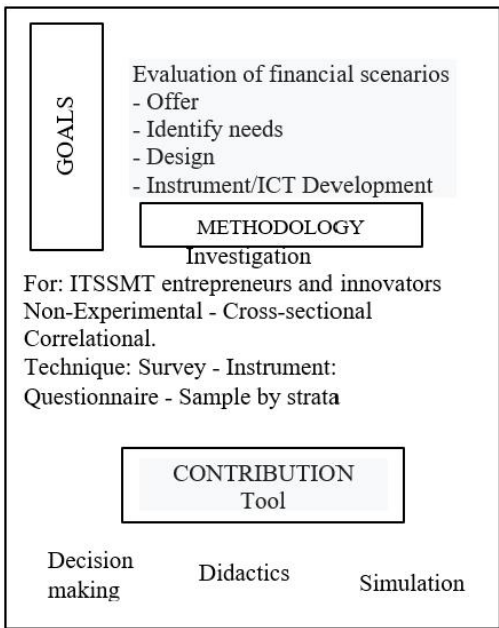 GOALS
Evaluation of financial scenarios
- Offer
- Identify needs
- Design
- Instrument/ICT Development
METHODOLOGY
Investigation
For: ITSSMT entrepreneurs and innovators
Non-Experimental - Cross-sectional
Correlational.
Technique: Survey - Instrument:
Questionnaire - Sample by strata
CONTRIBUTION
Tool
Decision
making
Didactics
Simulation